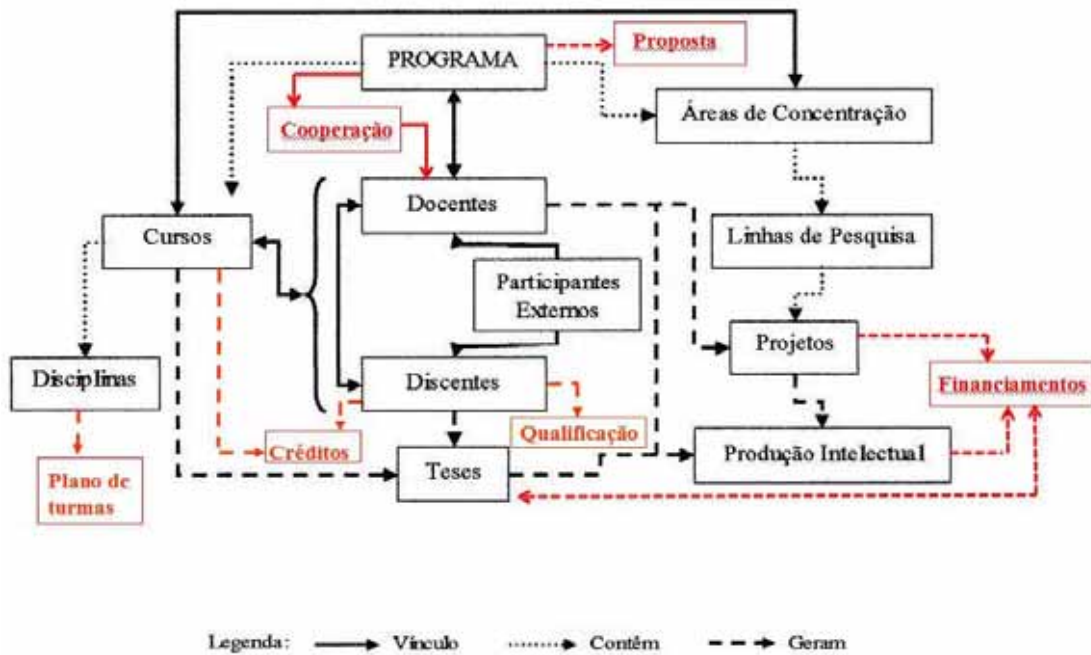 Proposta
PROGRAMA
Áreas de Concentração
Cooperação
Docentes
Cursos
Linhas de Pesquisa
Participantes
Externos
Projetos
Disciplinas
Discentes
Financiamentos
Qualificação
Créditos
Produção Intelectual
Teses
Plano de
turmas
Legenda: Vínculo Contêm Geram